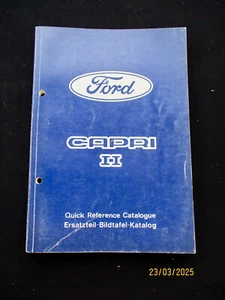 Ford
CAPRI
II
Quick Reference Catalogue
Ersatzteil-Bildtafel-Katalog
23/03/2025